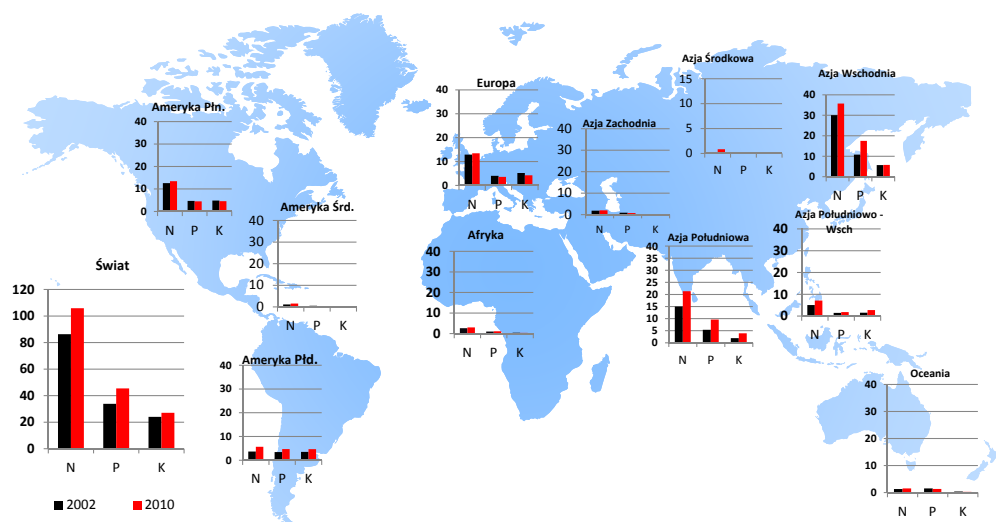 Ameryka Płn.
40
30
20
10
0
N P K
Ameryka Śrd.
40
30
20
10
0
N P K
Świat
120
100
80
60
40
20
0
N P K
2002 2010
Ameryka Płd.
40
30
20
10
0
N P K
Europa
40
30
20
10
0
N P K
Afryka
40
30
20
10
0
N P K
Azja Zachodnia
40
30
20
10
0
N P K
Azja Środkowa
15
10
5
0
N P K
Azja Wschodnia
40
30
20
10
0
N P K
Azja Południowa
40
35
30
25
20
15
10
5
0
N P K
Azja Południowo -
Wsch
40
30
20
10
0
N P K
Oceania
40
30
20
10
0
N P K